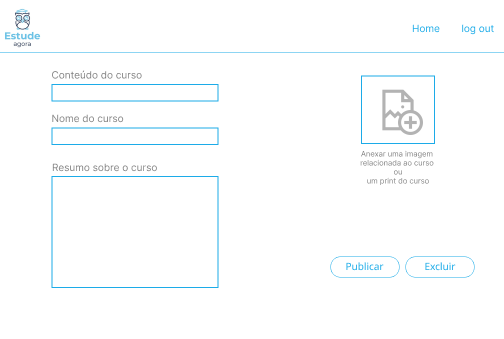 Estude
agora
Home
log out
Conteúdo do curso
Nome do curso
Resumo sobre o curso
Anexar uma imagem
relacionada ao curso
ou
um print do curso
Publicar
Excluir